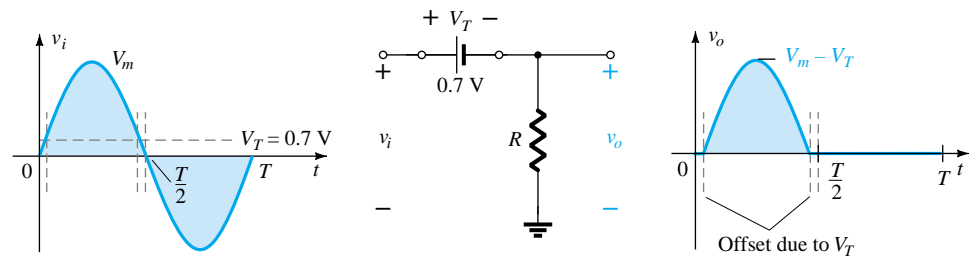 v_i
V_m
V_T = 0.7 V
0
T/2
T
t
+ V_T −
0.7 V
+
v_i
−
R
+
v_o
−
v_o
V_m − V_T
0
T/2
T
t
Offset due to V_T